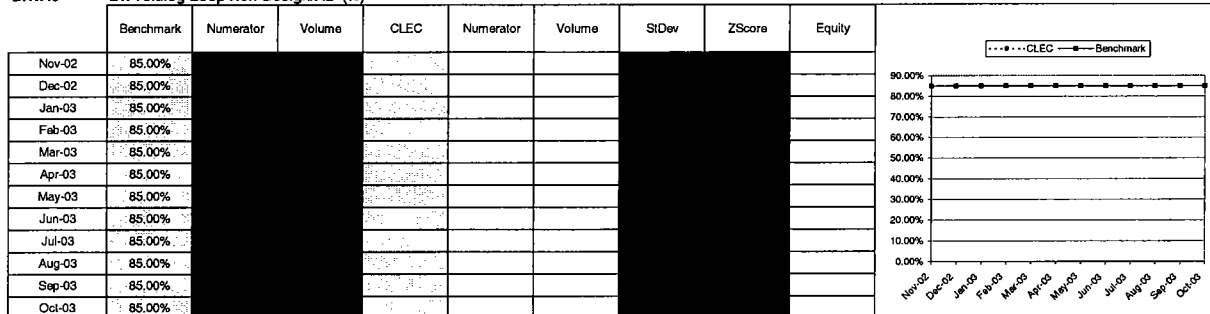 Benchmark Numerator Volume CLEC Numerator Volume StDev ZScore Equity
Nov-02 85.00%
Dec-02 85.00%
Jan-03 85.00%
Feb-03 85.00%
Mar-03 85.00%
Apr-03 85.00%
May-03 85.00%
Jun-03 85.00%
Jul-03 85.00%
Aug-03 85.00%
Sep-03 85.00%
Oct-03 85.00%
CLEC Benchmark
90.00%
80.00%
70.00%
60.00%
50.00%
40.00%
30.00%
20.00%
10.00%
0.00%
Nov-02 Dec-02 Jan-03 Feb-03 Mar-03 Apr-03 May-03 Jun-03 Jul-03 Aug-03 Sep-03 Oct-03